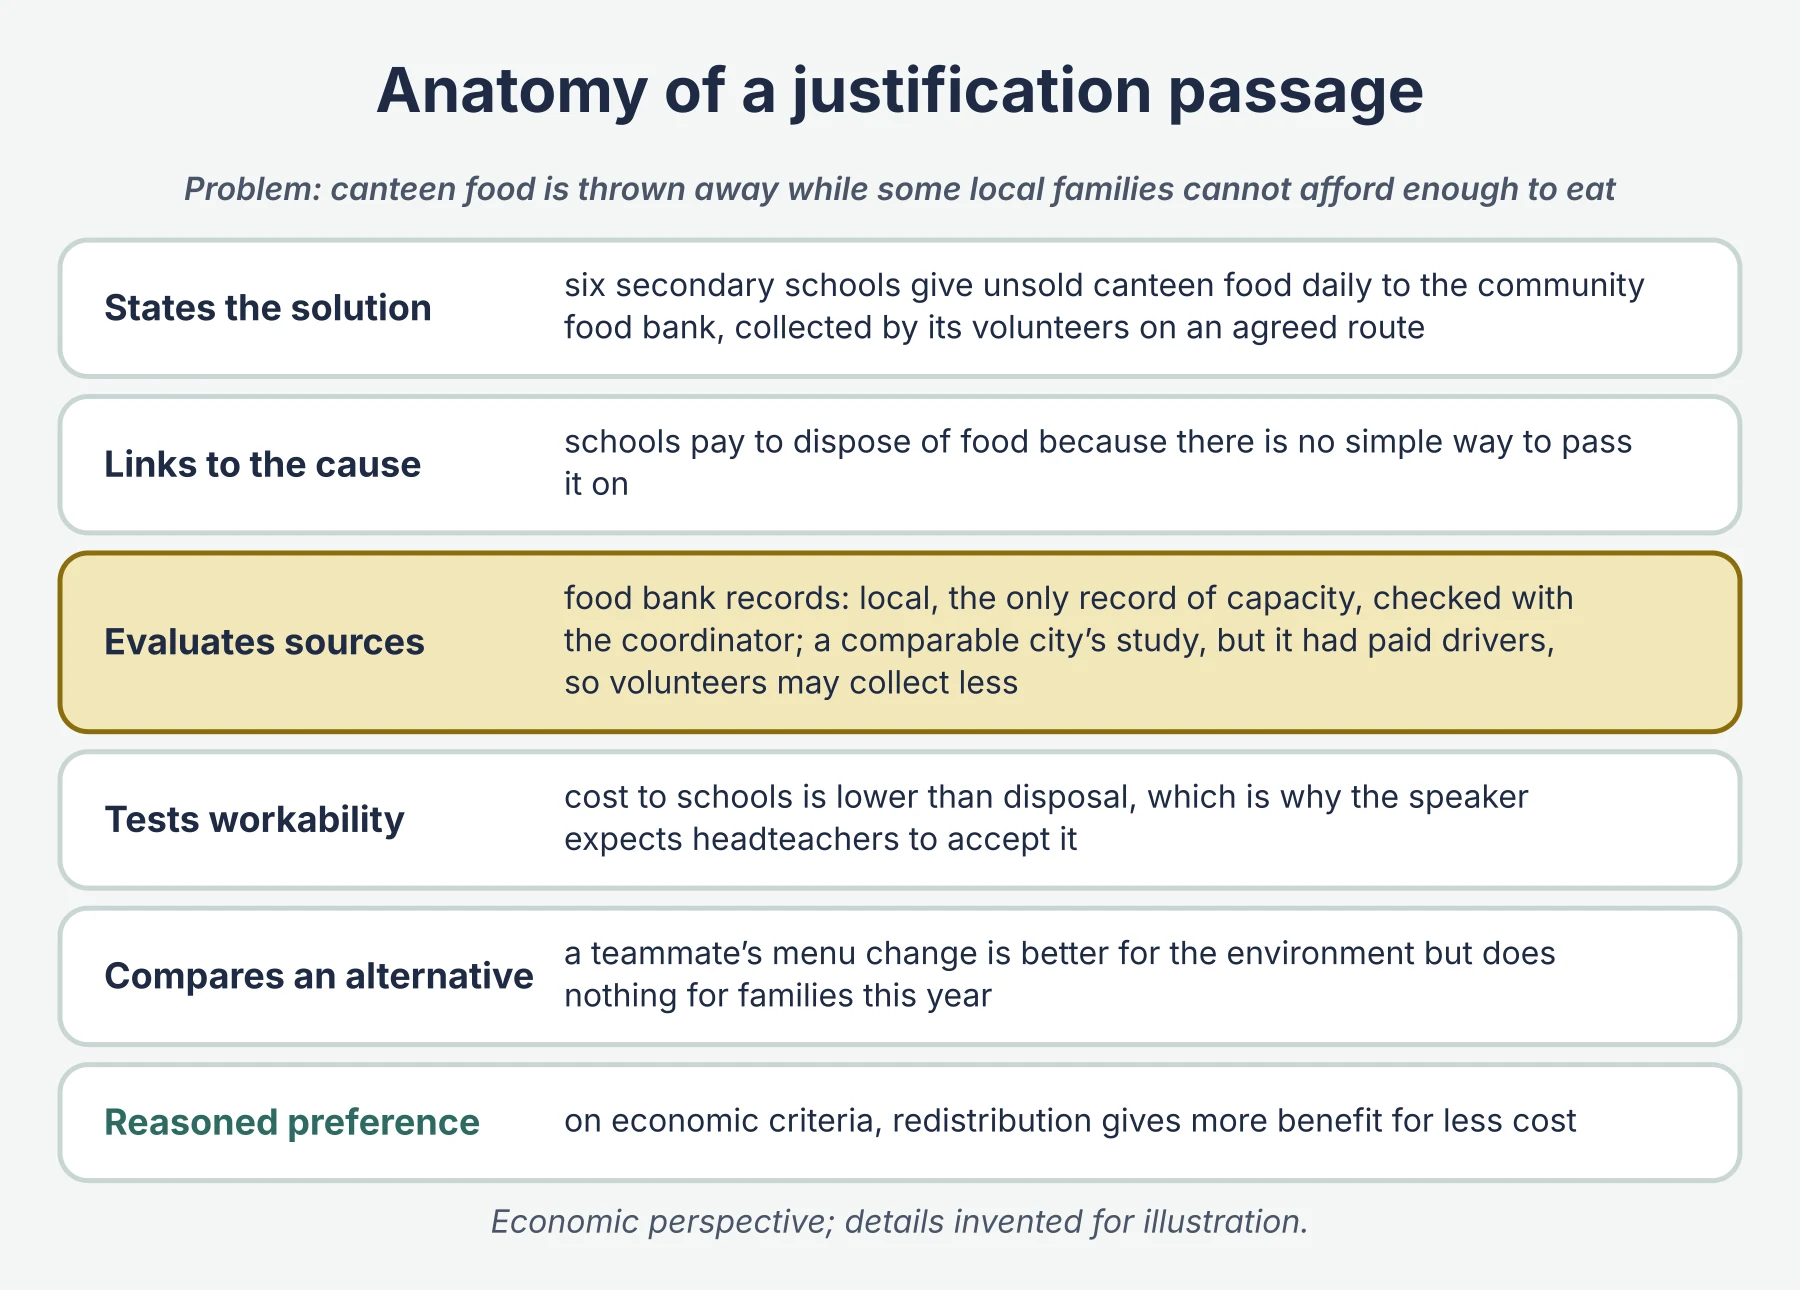 Anatomy of a justification passage
Problem: canteen food is thrown away while some local families cannot afford enough to eat
States the solution
six secondary schools give unsold canteen food daily to the community
food bank, collected by its volunteers on an agreed route
Links to the cause
schools pay to dispose of food because there is no simple way to pass
it on
Evaluates sources
food bank records: local, the only record of capacity, checked with
the coordinator; a comparable city’s study, but it had paid drivers,
so volunteers may collect less
Tests workability
cost to schools is lower than disposal, which is why the speaker
expects headteachers to accept it
Compares an alternative
a teammate’s menu change is better for the environment but does
nothing for families this year
Reasoned preference
on economic criteria, redistribution gives more benefit for less cost
Economic perspective; details invented for illustration.